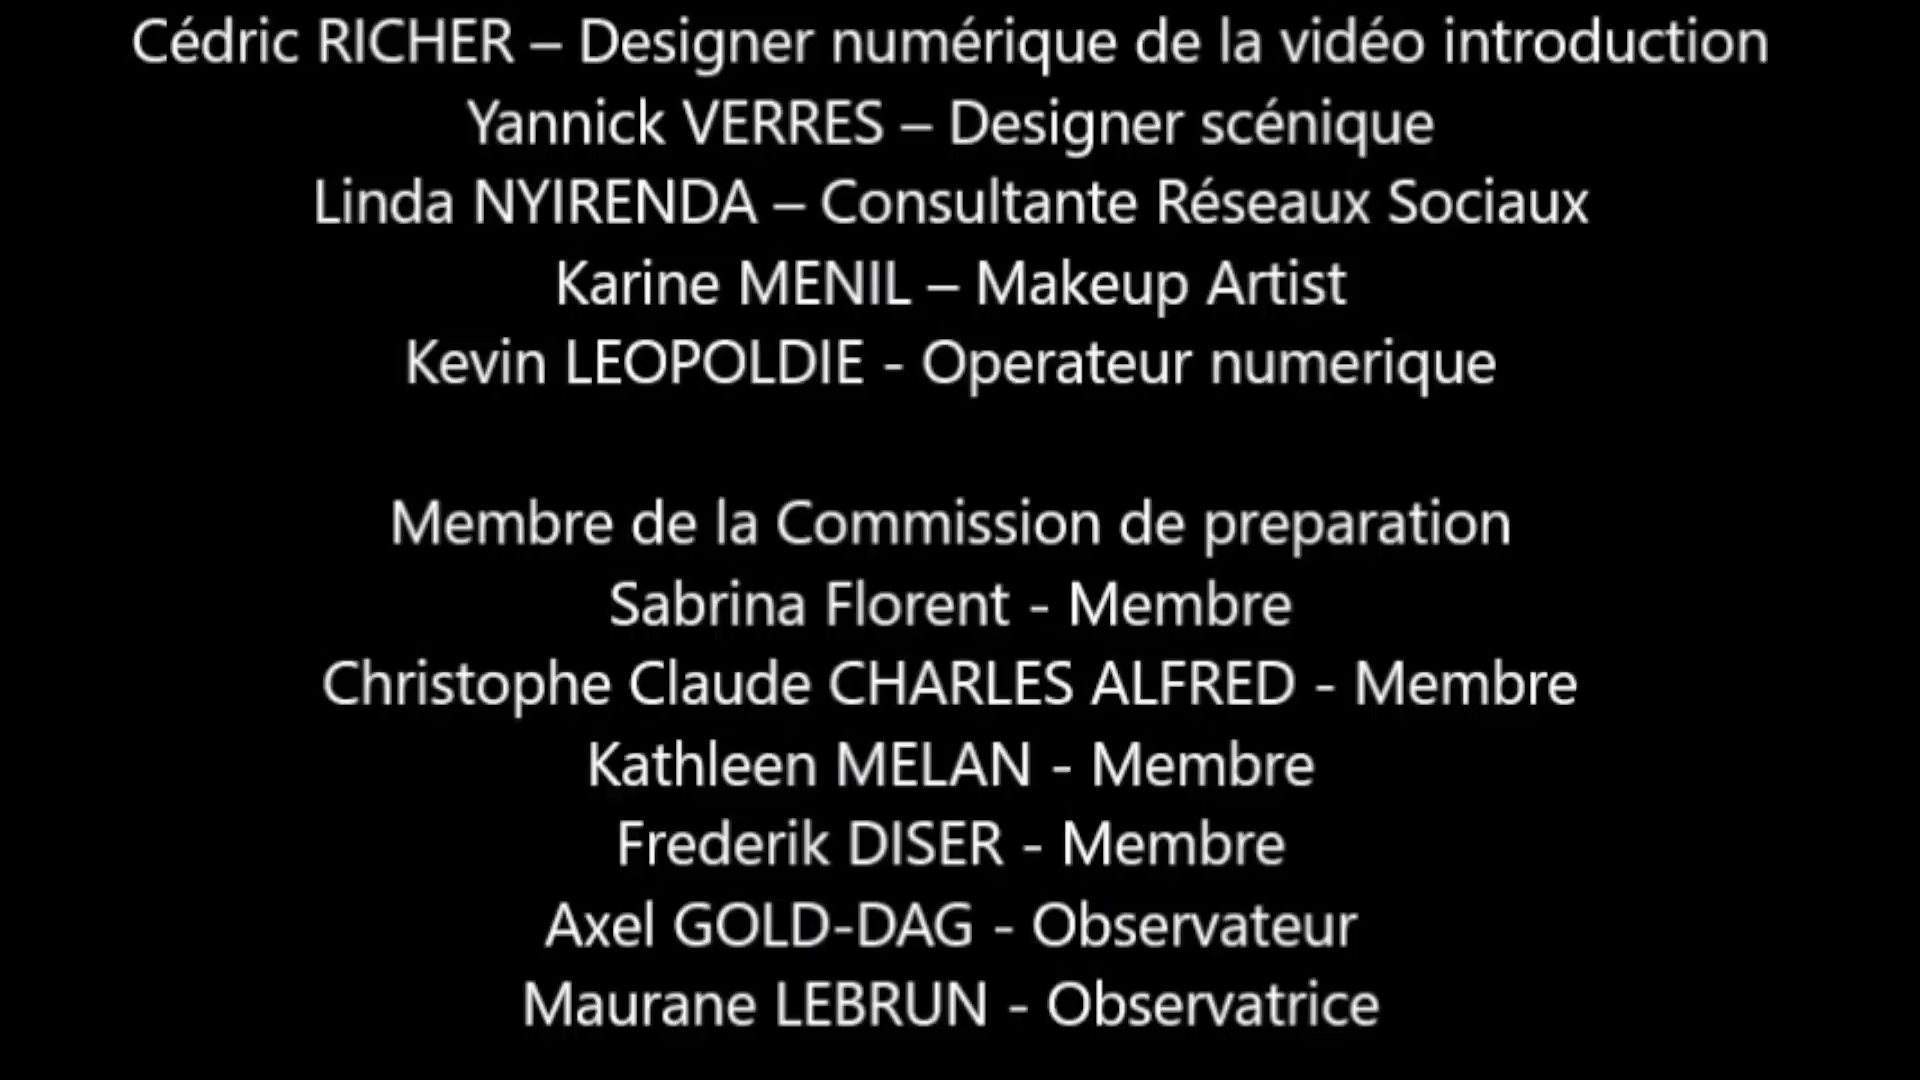 Cédric RICHER – Designer numérique de la vidéo introduction
Yannick VERRES – Designer scénique
Linda NYIRENDA – Consultante Réseaux Sociaux
Karine MENIL – Makeup Artist
Kevin LEOPOLDIE - Operateur numerique
Membre de la Commission de preparation
Sabrina Florent - Membre
Christophe Claude CHARLES ALFRED - Membre
Kathleen MELAN - Membre
Frederik DISER - Membre
Axel GOLD-DAG - Observateur
Maurane LEBRUN - Observatrice